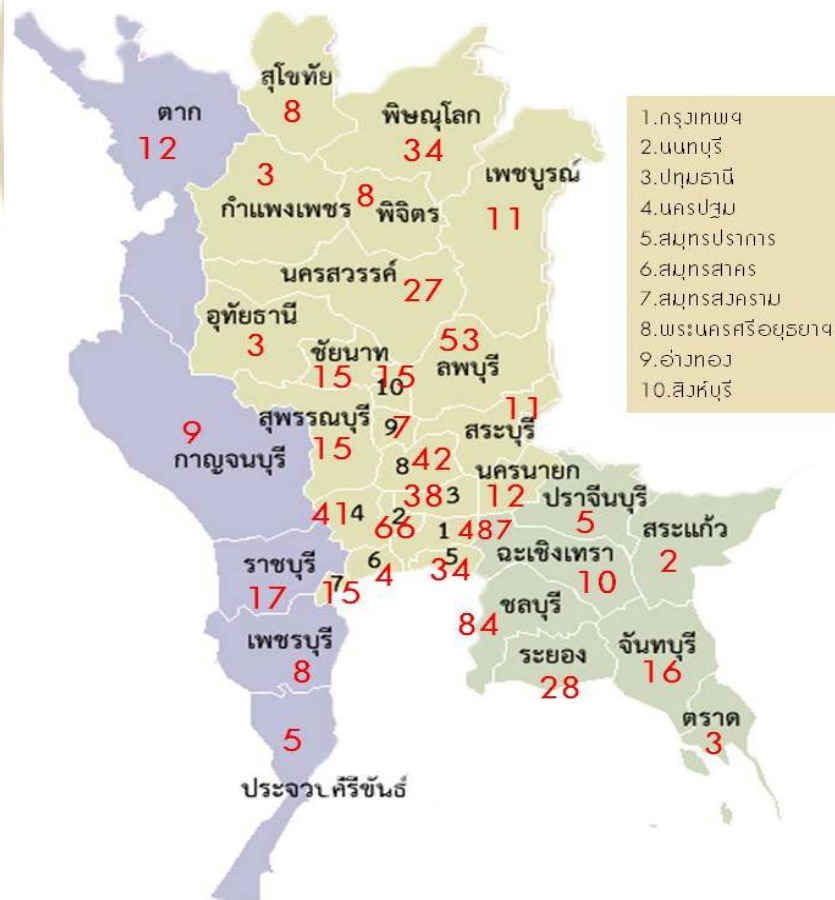 สุโขทัย
8
ตาก
12
พิษณุโลก
34
เพชบูรณ์
11
3
กำแพงเพชร
8
พิจิตร
นครสวรรค์
27
อุทัยธานี
3
ชัยนาท
15
15
10
53
ลพบุรี
สุพรรณบุรี
15
9
7
11
สระบุรี
9
กาญจนบุรี
8
42
นครนายก
12
38
3
ปราจีนบุรี
5
สระแก้ว
2
41
4
2
66
1
487
ฉะเชิงเทรา
10
ราชบุรี
17
6
4
5
34
7
15
ชลบุรี
84
เพชรบุรี
8
ระยอง
28
จันทบุรี
16
5
ตราด
3
ประจวบคีรีขันธ์
1.กรุงเทพฯ
2.นนทบุรี
3.ปทุมธานี
4.นครปฐม
5.สมุทรปราการ
6.สมุทรสาคร
7.สมุทรสงคราม
8.พระนครศรีอยุธยาฯ
9.อ่างทอง
10.สิงห์บุรี